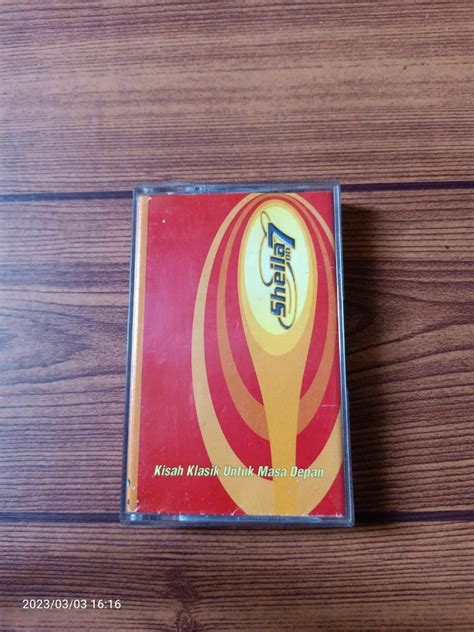 Sheila on 7
Kisah Klasik Untuk Masa Depan
2023/03/03 16:16